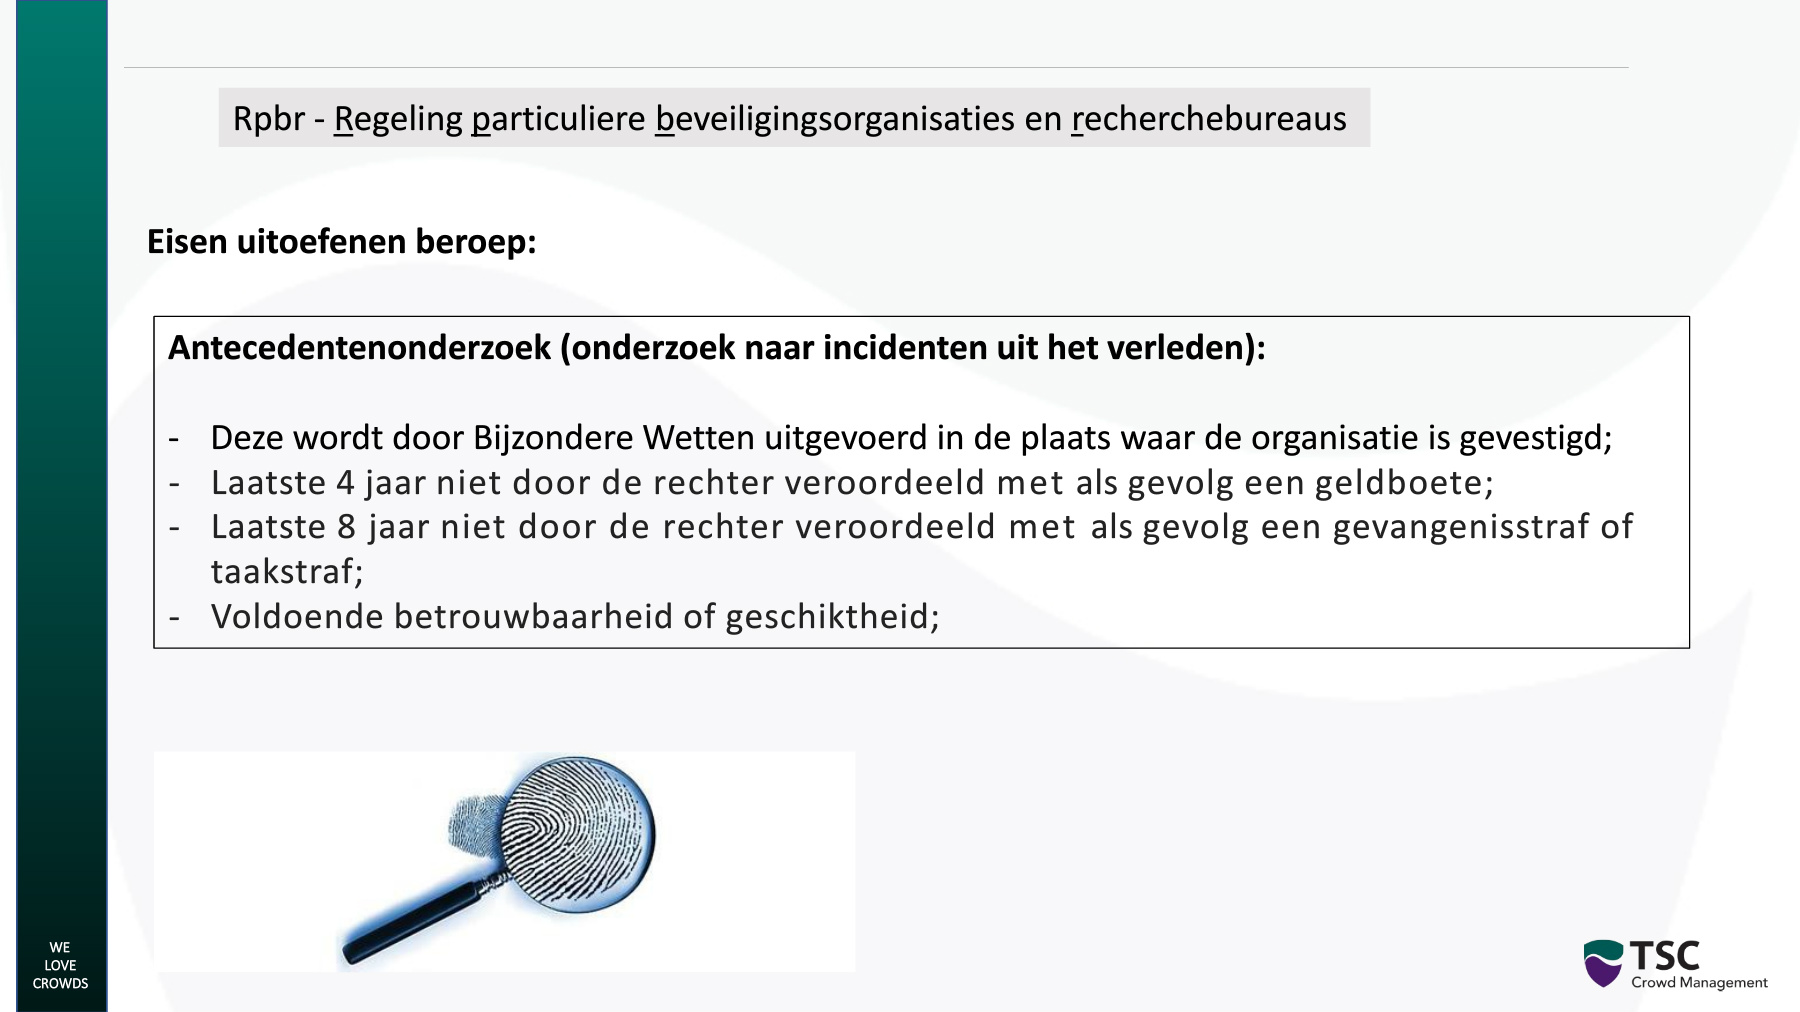 Rpbr - Regeling particuliere beveiligingsorganisaties en recherchebureaus
Eisen uitoefenen beroep:
Antecedentenonderzoek (onderzoek naar incidenten uit het verleden):
- Deze wordt door Bijzondere Wetten uitgevoerd in de plaats waar de organisatie is gevestigd;
- Laatste 4 jaar niet door de rechter veroordeeld met als gevolg een geldboete;
- Laatste 8 jaar niet door de rechter veroordeeld met als gevolg een gevangenisstraf of
taakstraf;
- Voldoende betrouwbaarheid of geschiktheid;
WE
LOVE
CROWDS
TSC
Crowd Management